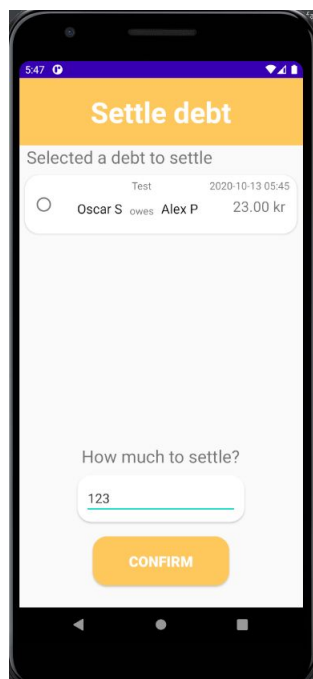 5:47
Settle debt
Selected a debt to settle
Test 2020-10-13 05:45
Oscar S owes Alex P 23.00 kr
How much to settle?
123
CONFIRM